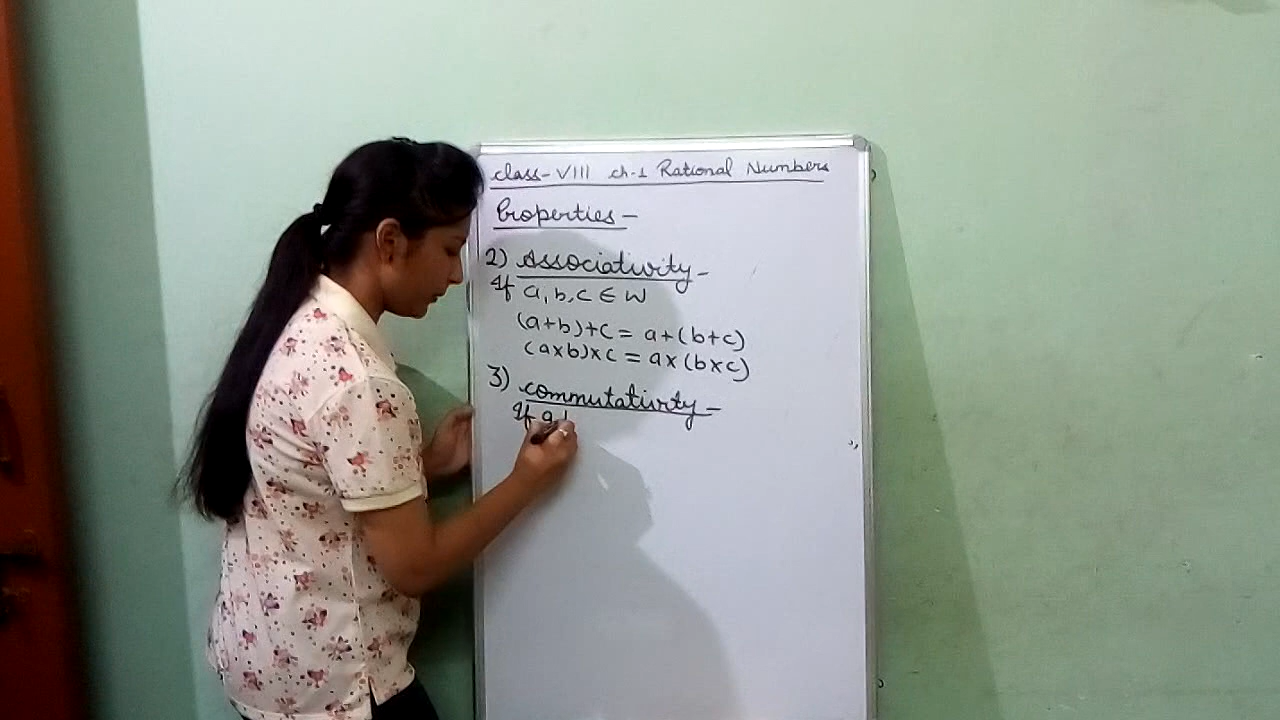 Class-VIII ch-1 Rational Numbers
Properties-
2) Associativity-
If a, b, c ∈ W
(a+b)+c = a+(b+c)
(a×b)×c = a×(b×c)
3) Commutativity-
If a